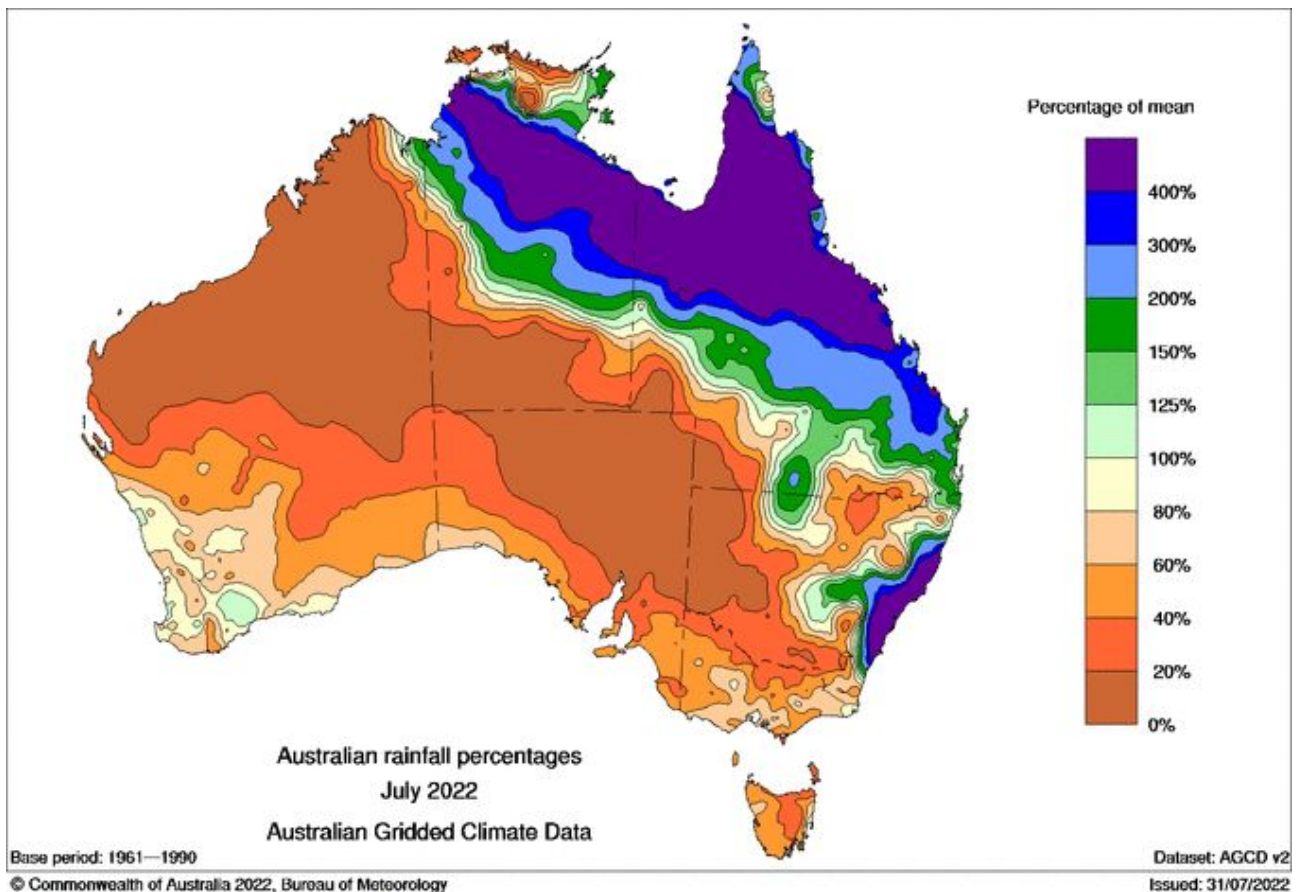 Percentage of mean
400%
300%
200%
150%
125%
100%
80%
60%
40%
20%
0%
Australian rainfall percentages
July 2022
Australian Gridded Climate Data
Base period: 1961—1990
Dataset: AGCD v2
© Commonwealth of Australia 2022, Bureau of Meteorology
Issued: 31/07/2022